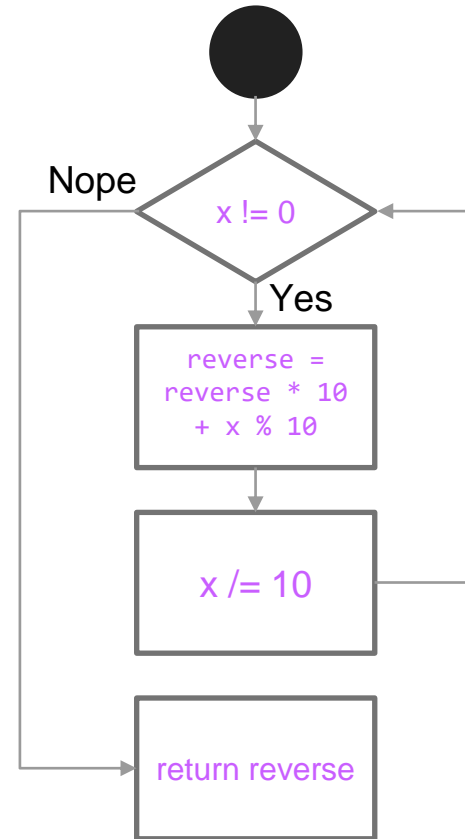 Nope
x != 0
Yes
reverse =
reverse * 10
+ x % 10
x /= 10
return reverse